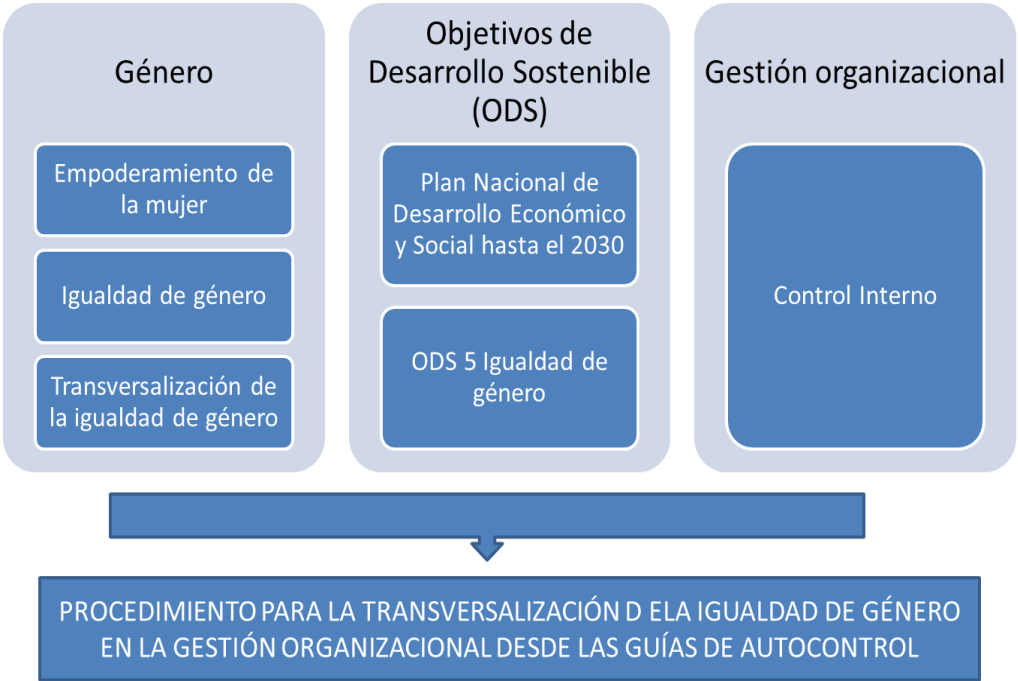 Género
Empoderamiento de
la mujer
Igualdad de género
Transversalización de
la igualdad de género
Objetivos de
Desarrollo Sostenible
(ODS)
Plan Nacional de
Desarrollo Económico
y Social hasta el 2030
ODS 5 Igualdad de
género
Gestión organizacional
Control Interno
PROCEDIMIENTO PARA LA TRANSVERSALIZACIÓN D ELA IGUALDAD DE GÉNERO
EN LA GESTIÓN ORGANIZACIONAL DESDE LAS GUÍAS DE AUTOCONTROL